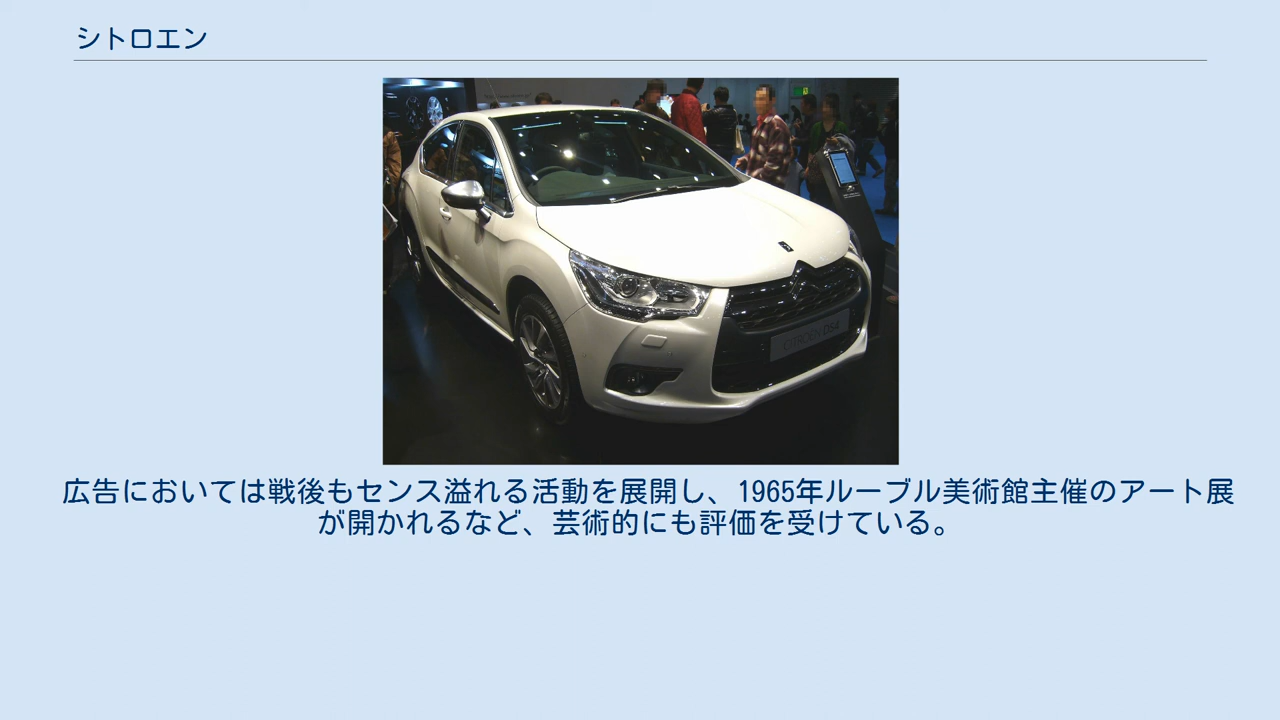 シトロエン
CITROËN DS4
広告においては戦後もセンス溢れる活動を展開し、1965年ルーブル美術館主催のアート展
が開かれるなど、芸術的にも評価を受けている。